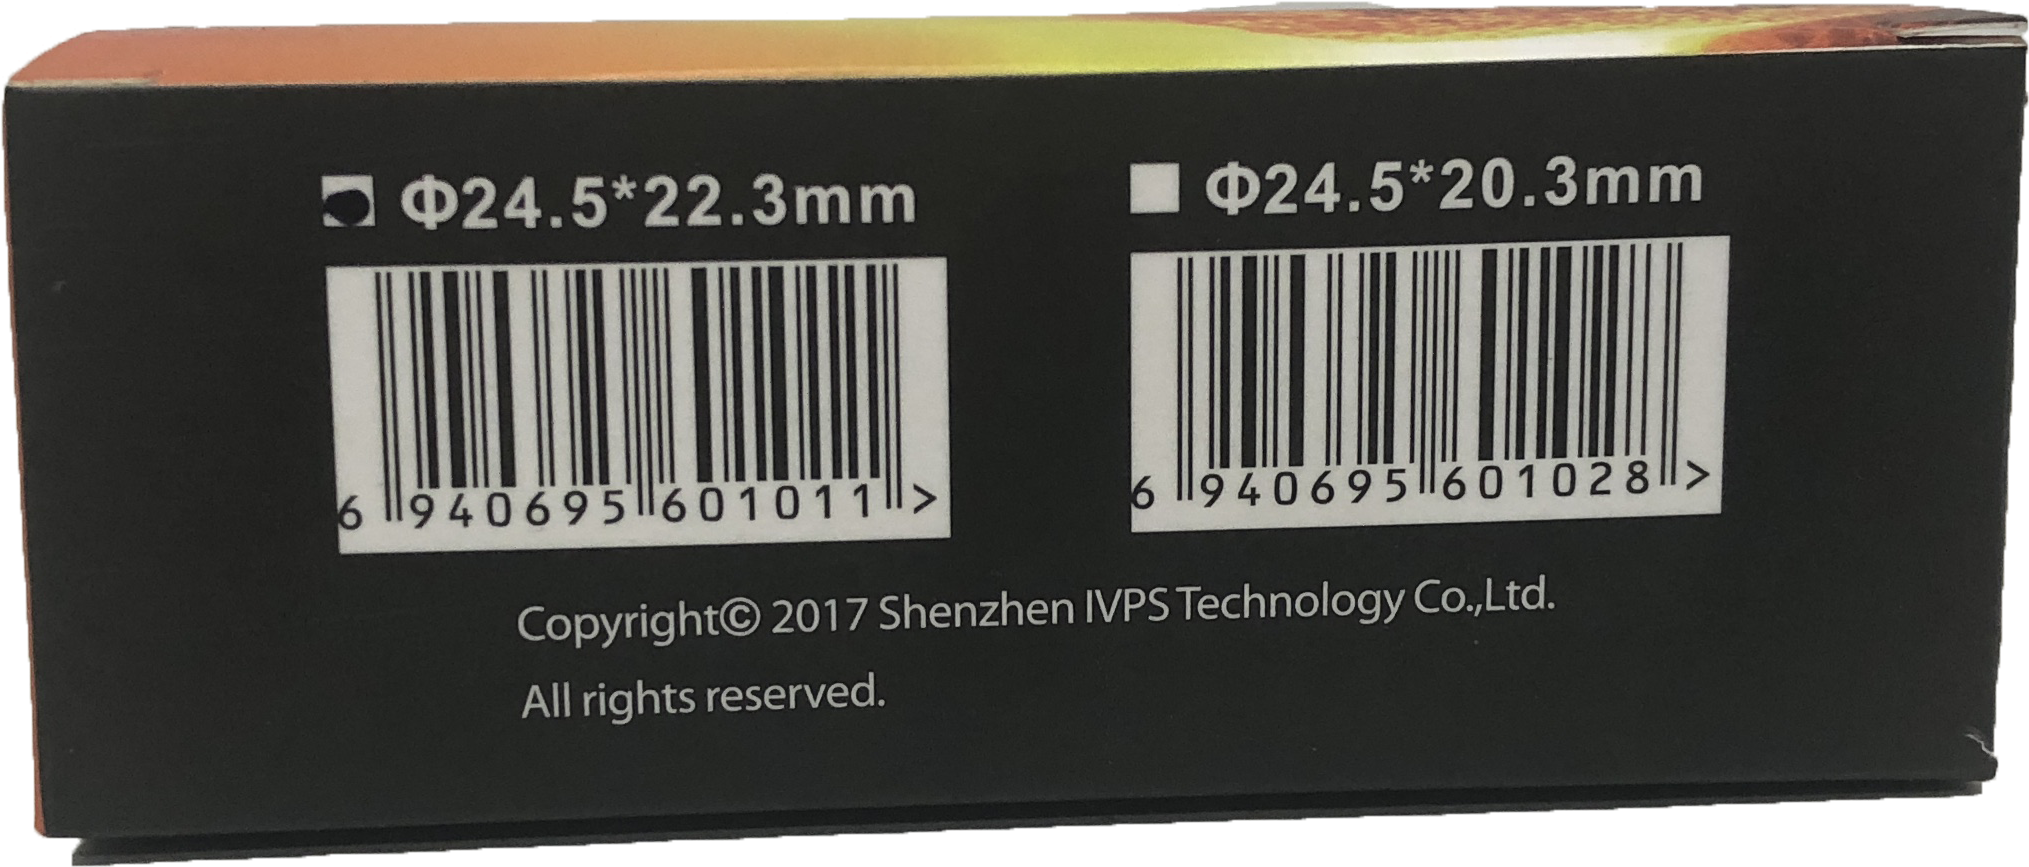 Φ24.5*22.3mm
Φ24.5*20.3mm
6 940695 601011 >
6 940695 601028 >
Copyright© 2017 Shenzhen IVPS Technology Co.,Ltd.
All rights reserved.